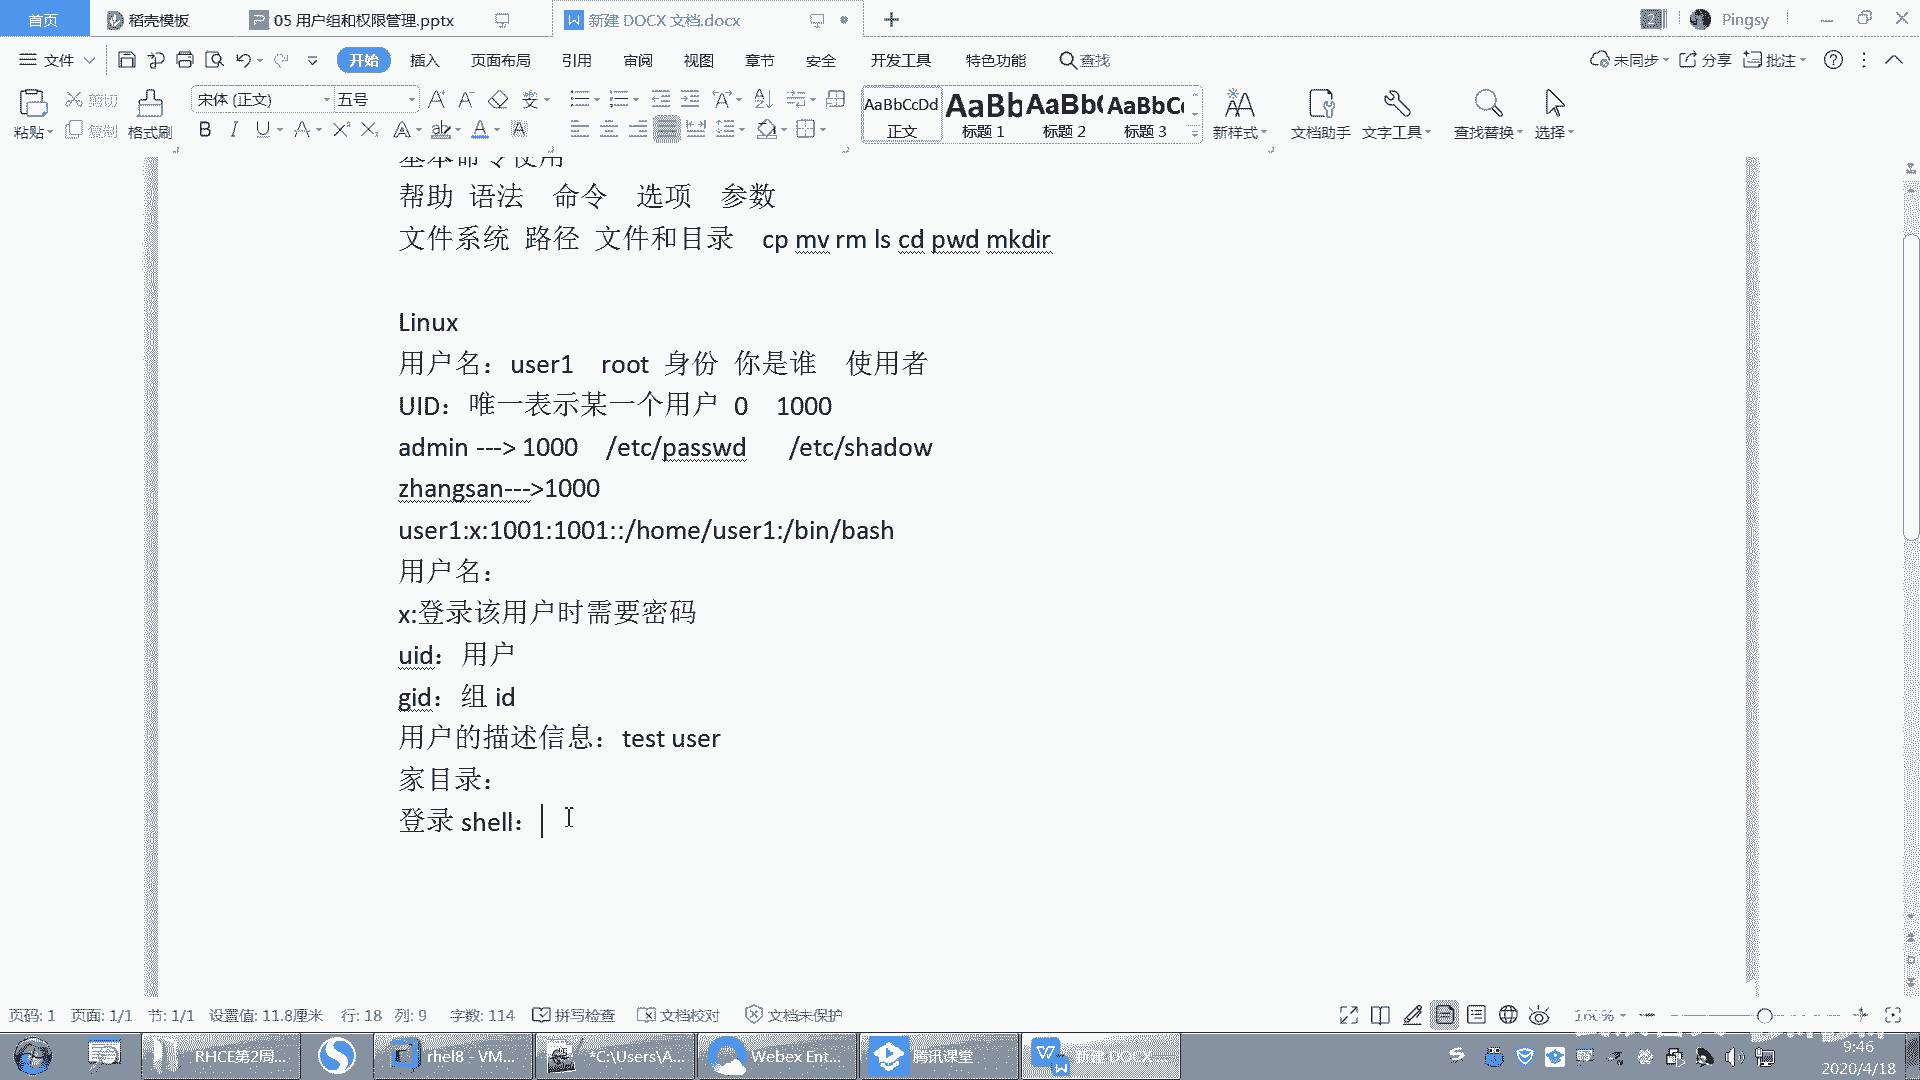 首页 稻壳模板 05 用户组和权限管理.pptx 新建 DOCX 文档.docx 2 Pingsy
文件 开始 插入 页面布局 引用 审阅 视图 章节 安全 开发工具 特色功能 查找 未同步 分享 批注
粘贴 剪切 复制 格式刷 宋体 (正文) 五号 AaBbCcDd 正文 AaBb 标题 1 AaBb( 标题 2 AaBbC 标题 3 新样式 文档助手 文字工具 查找替换 选择
基本命令使用
帮助 语法 命令 选项 参数
文件系统 路径 文件和目录 cp mv rm ls cd pwd mkdir
Linux
用户名：user1 root 身份 你是谁 使用者
UID：唯一表示某一个用户 0 1000
admin ---> 1000 /etc/passwd /etc/shadow
zhangsan--->1000
user1:x:1001:1001::/home/user1:/bin/bash
用户名：
x:登录该用户时需要密码
uid：用户
gid：组 id
用户的描述信息：test user
家目录：
登录 shell：
页码: 1 页面: 1/1 节: 1/1 设置值: 11.8厘米 行: 18 列: 9 字数: 114 拼写检查 文档校对 文档未保护 160%
RHCE第2周... rhel8 - VM... *C:\Users\A... Webex Ent... 腾讯课堂 新建 DOCX ...
9:46
2020/4/18